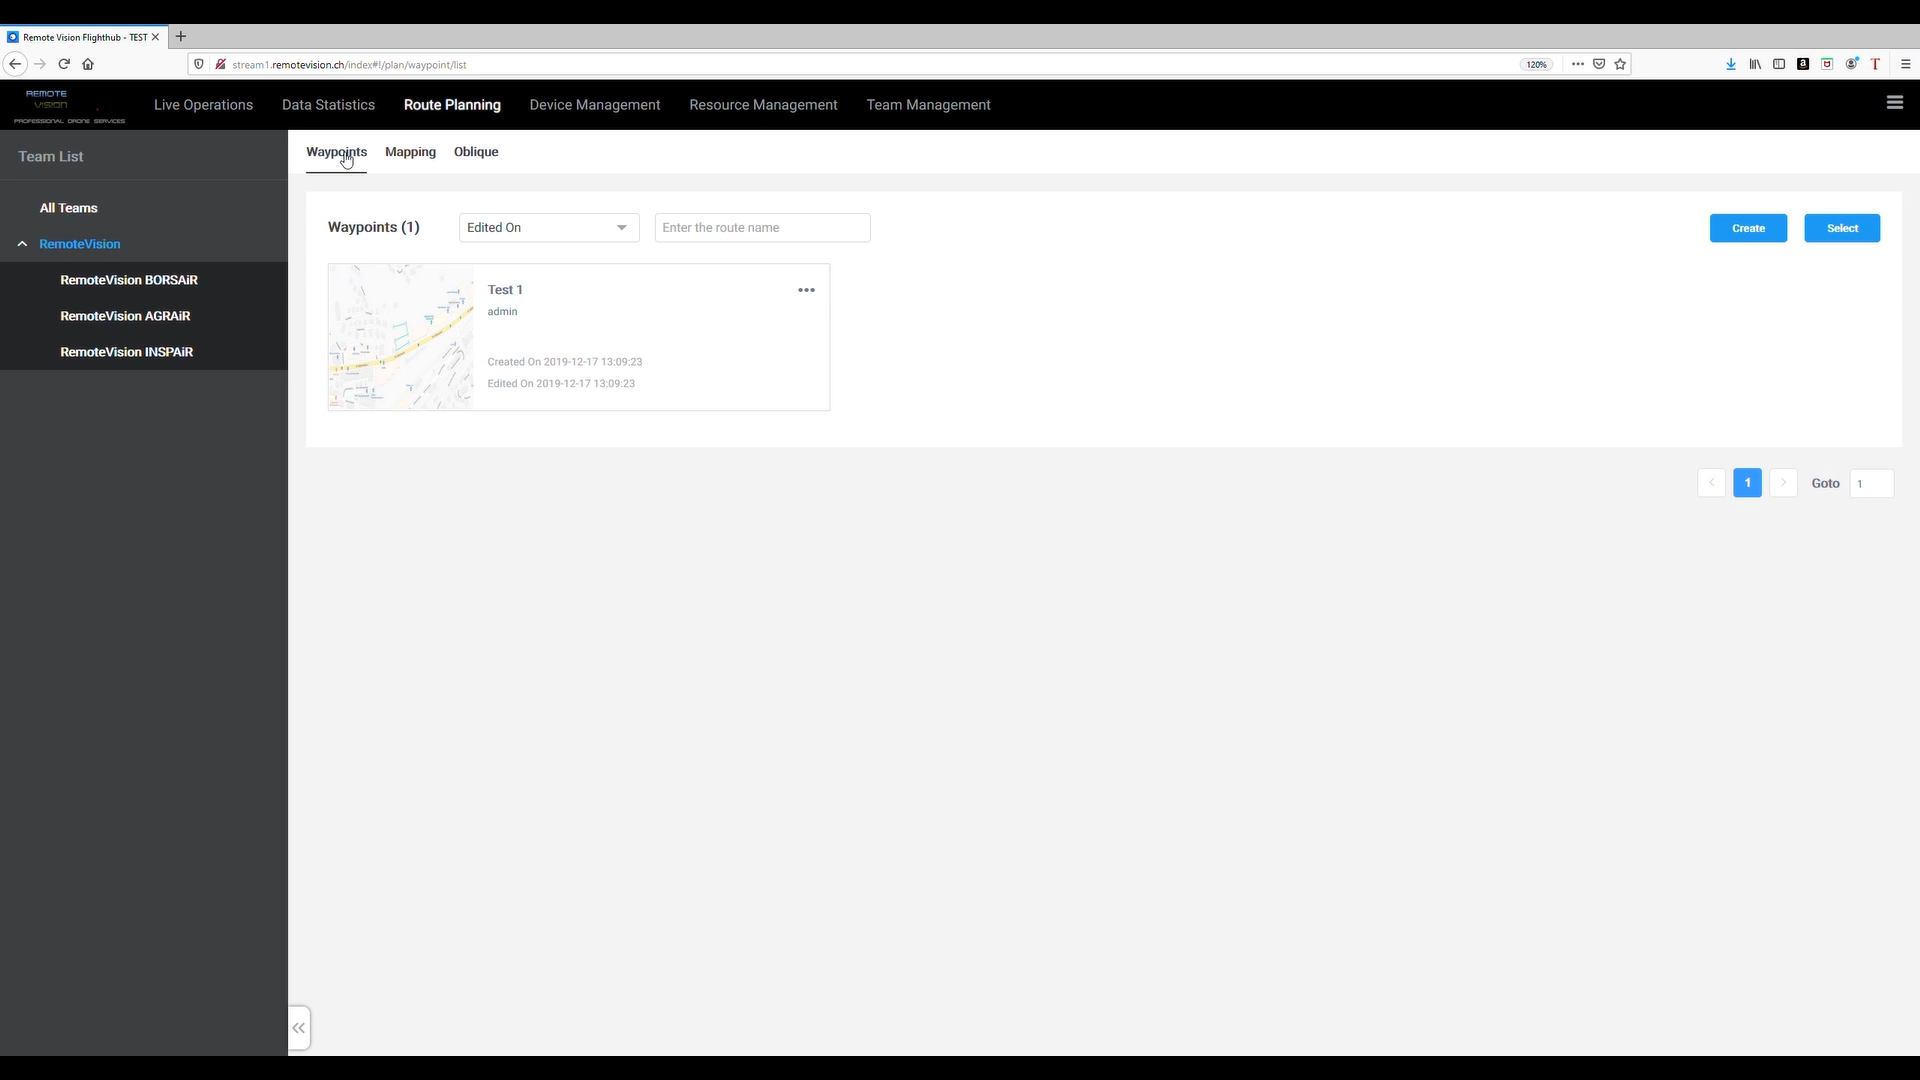 Remote Vision Flighthub - TEST
stream1.remotevision.ch/index#!/plan/waypoint/list
120%
REMOTE
VISION
PROFESSIONAL DRONE SERVICES
Live Operations
Data Statistics
Route Planning
Device Management
Resource Management
Team Management
Team List
All Teams
RemoteVision
RemoteVision BORSAiR
RemoteVision AGRAiR
RemoteVision INSPAiR
Waypoints
Mapping
Oblique
Waypoints (1)
Edited On
Enter the route name
Create
Select
Test 1
admin
Created On 2019-12-17 13:09:23
Edited On 2019-12-17 13:09:23
1
Goto
1